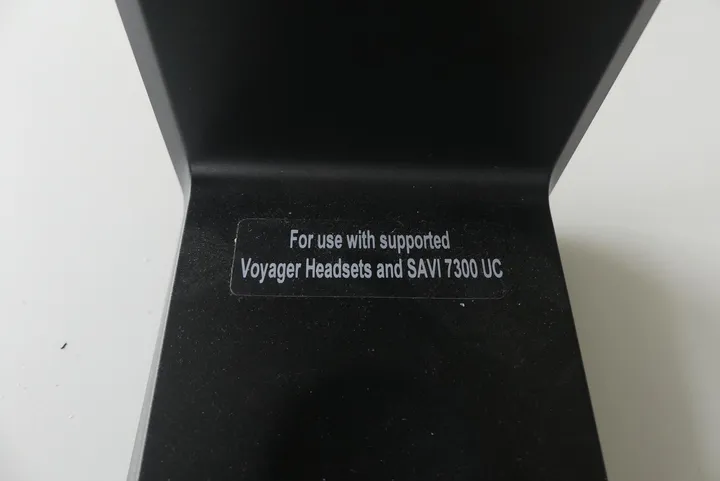 For use with supported
Voyager Headsets and SAVI 7300 UC